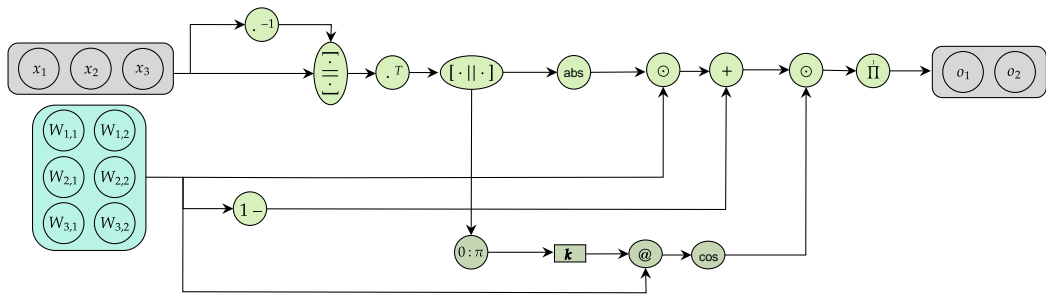 . −1
x1 x2 x3
[ · || · ]
. T
[ · || · ]
abs
⊙
+
⊙
i
∏
o1 o2
W1,1 W1,2
W2,1 W2,2
W3,1 W3,2
1 −
0 : π
k
@
cos